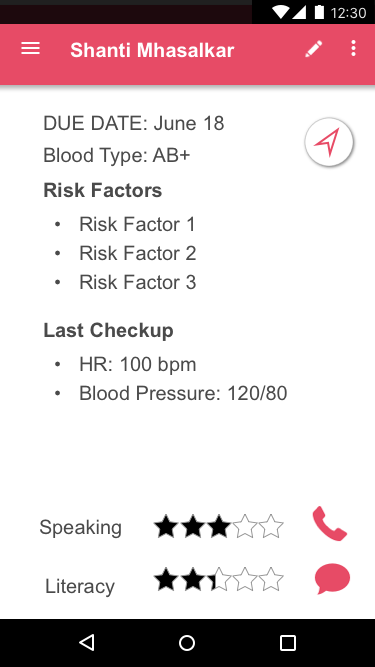 12:30
Shanti Mhasalkar
DUE DATE: June 18
Blood Type: AB+
Risk Factors
• Risk Factor 1
• Risk Factor 2
• Risk Factor 3
Last Checkup
• HR: 100 bpm
• Blood Pressure: 120/80
Speaking
Literacy